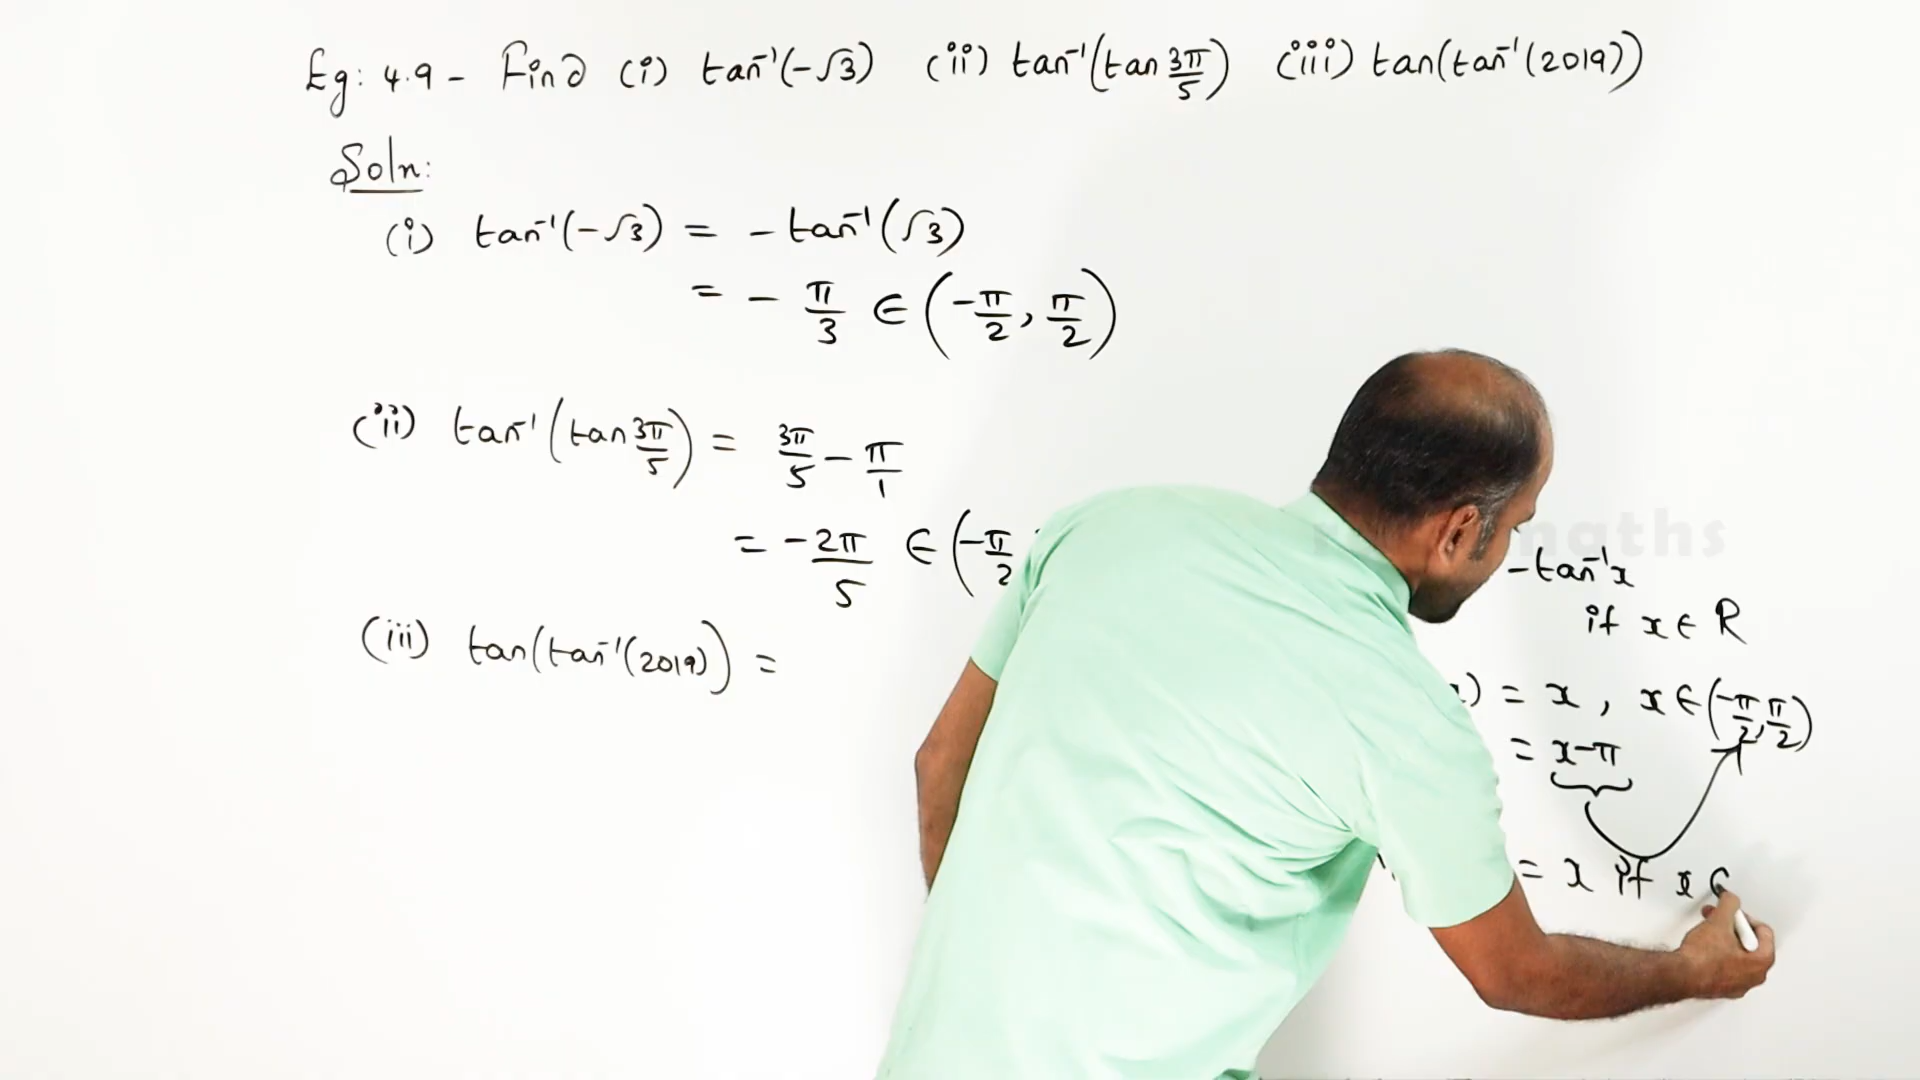 Eg: 4.9 - Find (i) tan⁻¹(-√3) (ii) tan⁻¹(tan 3π/5) (iii) tan(tan⁻¹(2019))
Soln:
(i) tan⁻¹(-√3) = - tan⁻¹(√3)
= - π/3 ∈ (-π/2, π/2)
(ii) tan⁻¹(tan 3π/5) = 3π/5 - π/1
= -2π/5 ∈ (-π/2
(iii) tan(tan⁻¹(2019)) =
-tan⁻¹x
if x ∈ R
x) = x, x ∈ (-π/2, π/2)
= x-π
= x if x